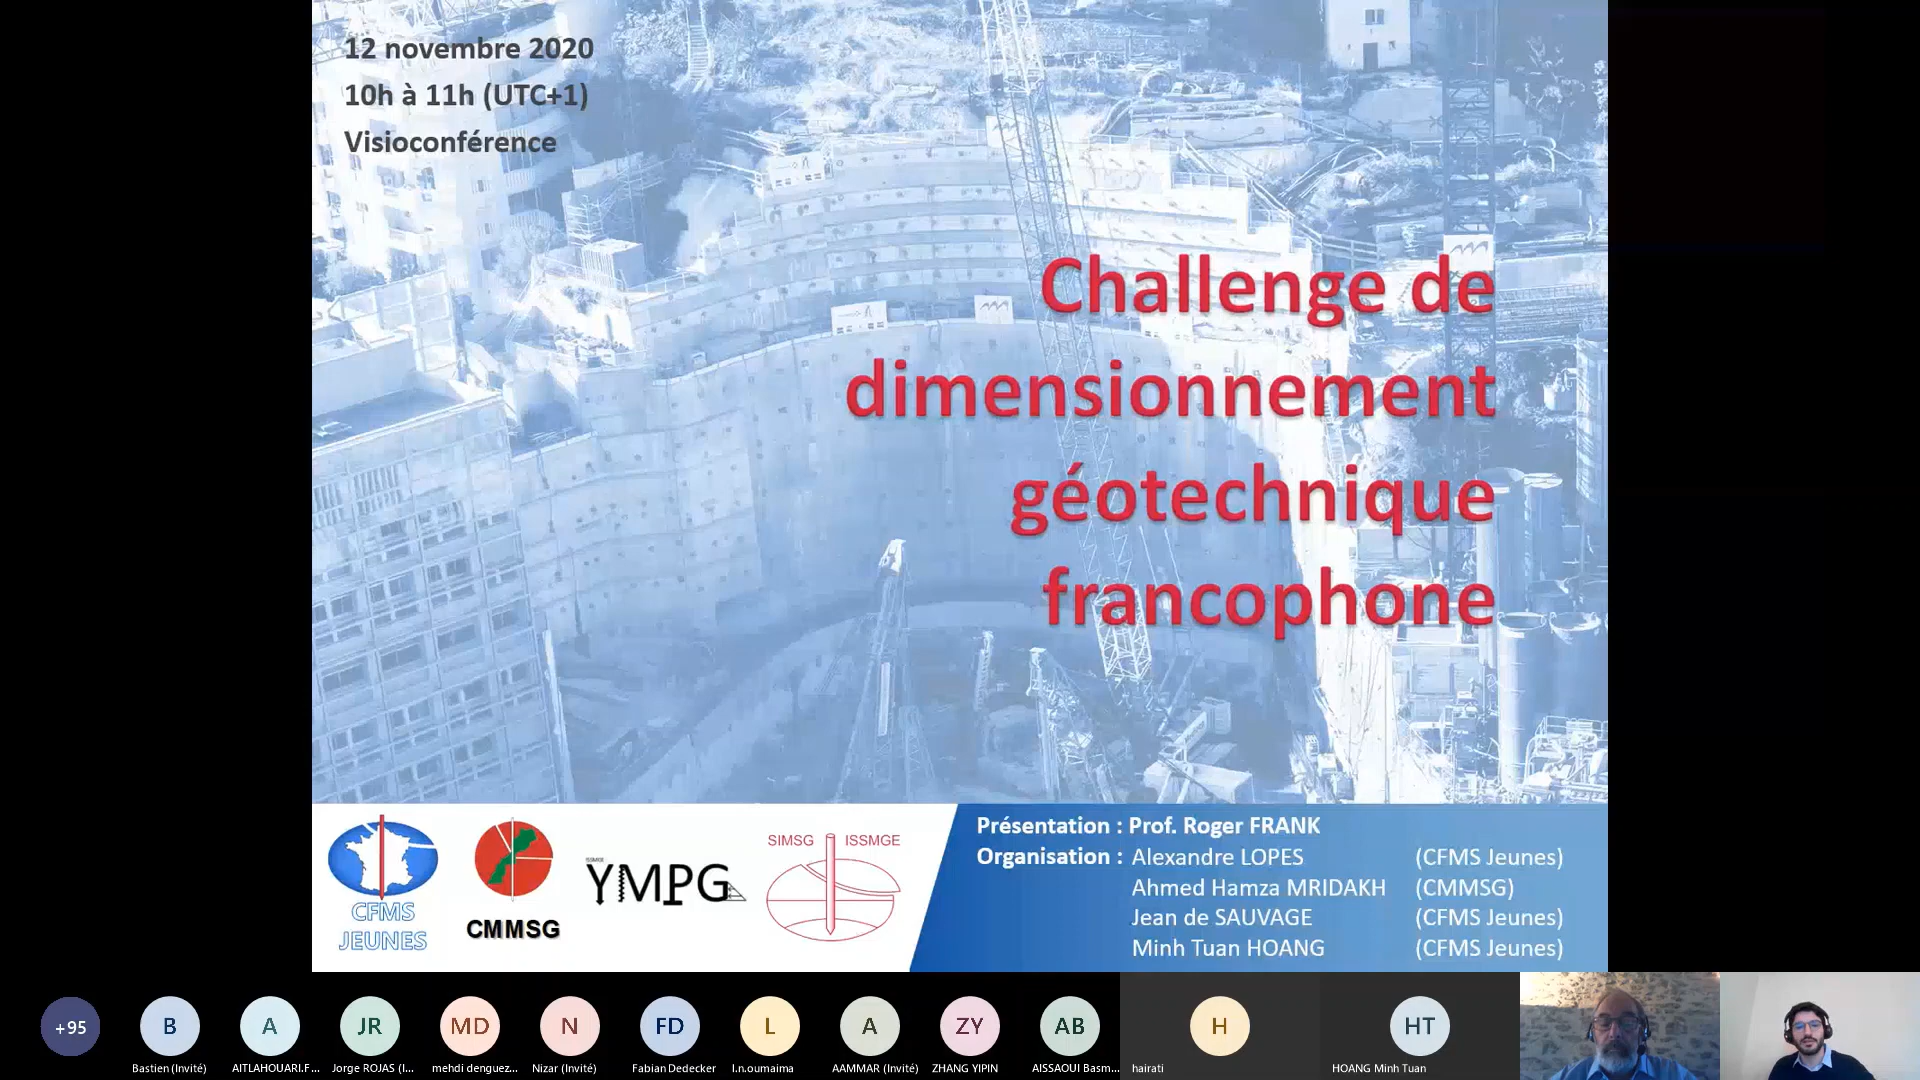 12 novembre 2020
10h à 11h (UTC+1)
Visioconférence
Challenge de
dimensionnement
géotechnique
francophone
CFMS
JEUNES
CMMSG
YMPG
SIMSG ISSMGE
Présentation : Prof. Roger FRANK
Organisation : Alexandre LOPES (CFMS Jeunes)
Ahmed Hamza MRIDAKH (CMMSG)
Jean de SAUVAGE (CFMS Jeunes)
Minh Tuan HOANG (CFMS Jeunes)
+95
B
A
JR
MD
N
FD
L
A
ZY
AB
H
HT
Bastien (Invité)
AITLAHOUARI.F...
Jorge ROJAS (I...
mehdi denguez...
Nizar (Invité)
Fabian Dedecker
l.n.oumaima
AAMMAR (Invité)
ZHANG YIPIN
AISSAOUI Basm...
hairati
HOANG Minh Tuan